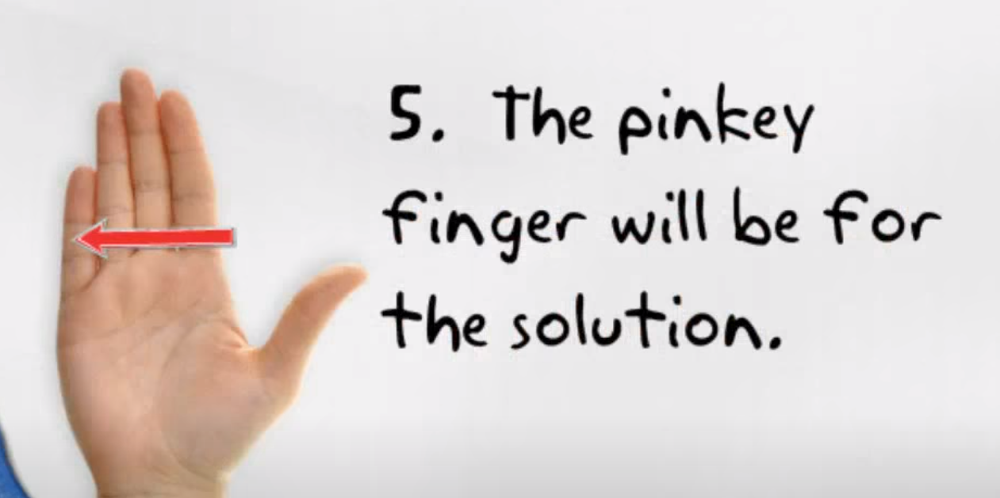 5. The pinkey
finger will be for
the solution.